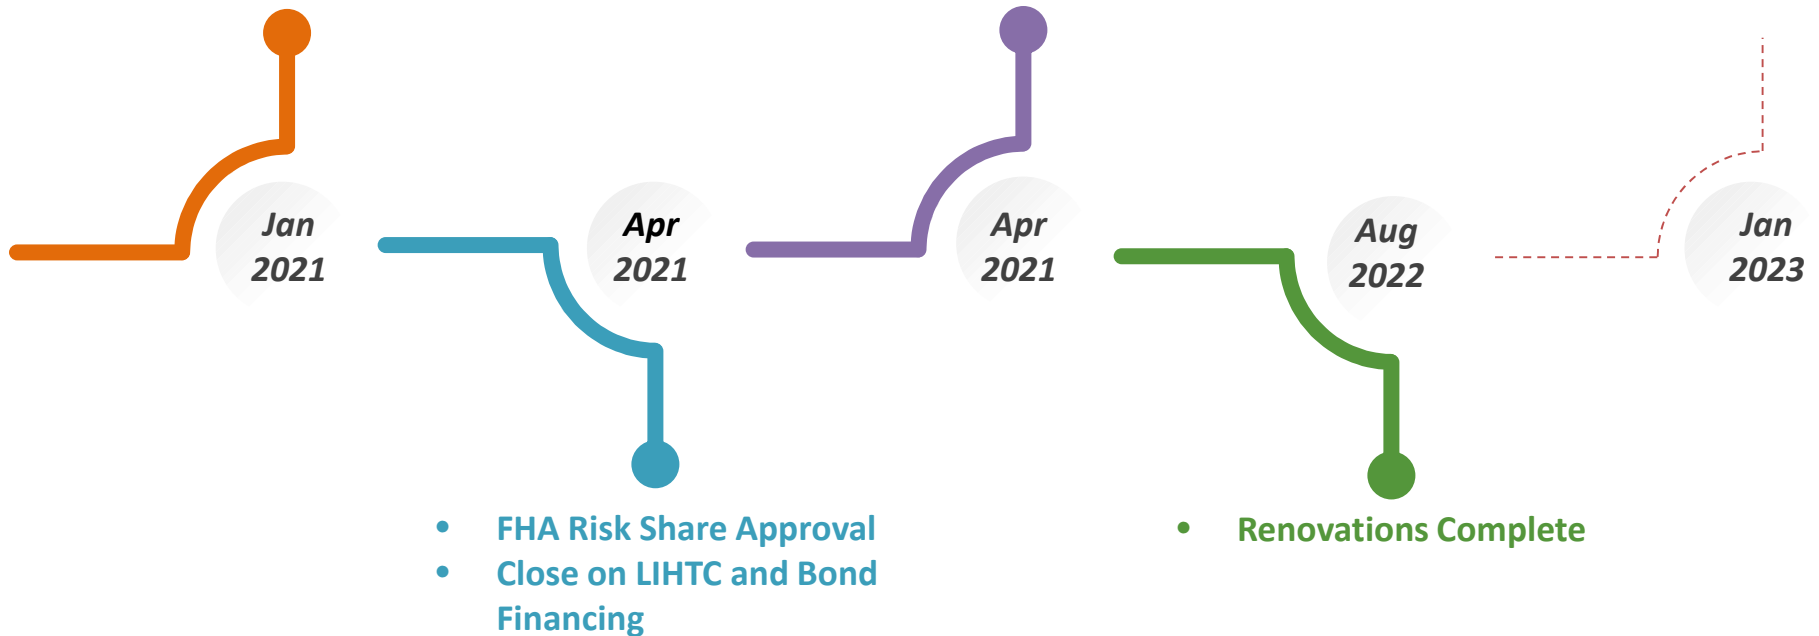 Jan
2021
Apr
2021
Apr
2021
Aug
2022
Jan
2023
• FHA Risk Share Approval
• Close on LIHTC and Bond
Financing
• Renovations Complete